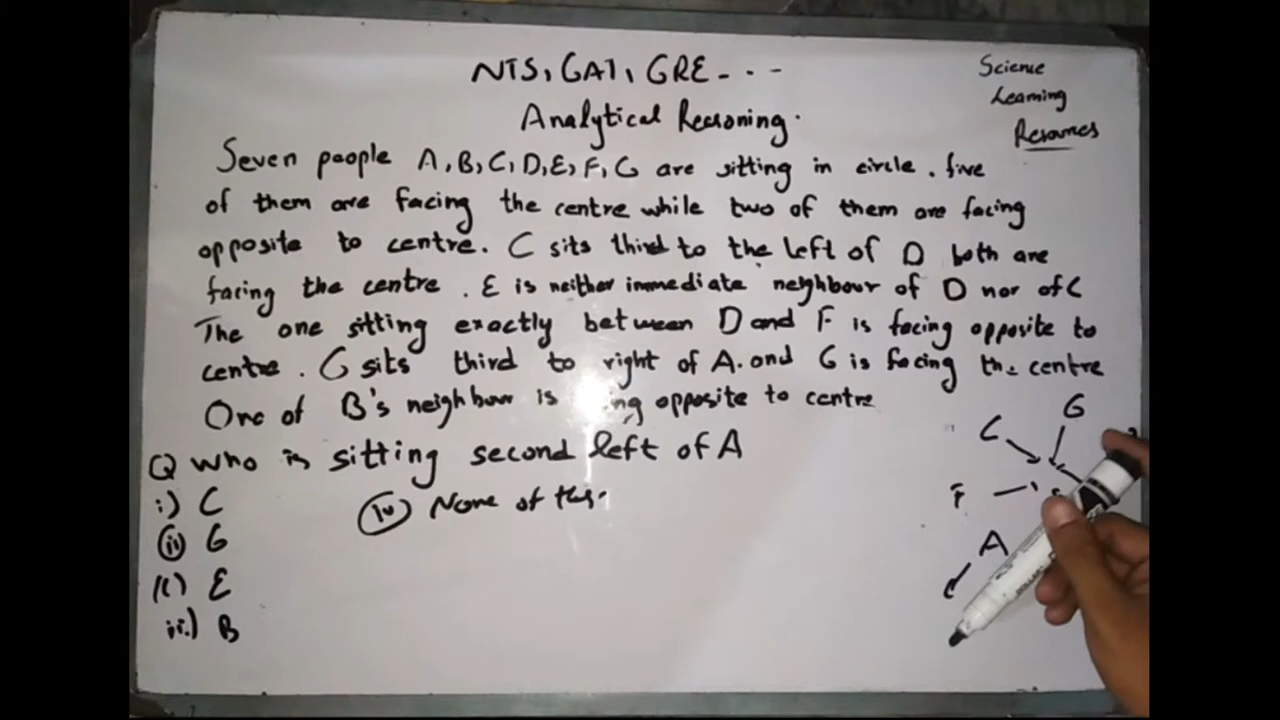 NTS, GAT, GRE - - -
Science
Learning
Resources
Analytical Reasoning.
Seven people A, B, C, D, E, F, G are sitting in circle. five
of them are facing the centre while two of them are facing
opposite to centre. C sits third to the left of D both are
facing the centre. E is neither immediate neighbour of D nor of C
The one sitting exactly between D and F is facing opposite to
centre. G sits third to right of A. and G is facing the centre
One of B's neighbour is ing opposite to centre
Q Who is sitting second left of A
i) C
(iv) None of this
(ii) G
E
B
G
C
F
A